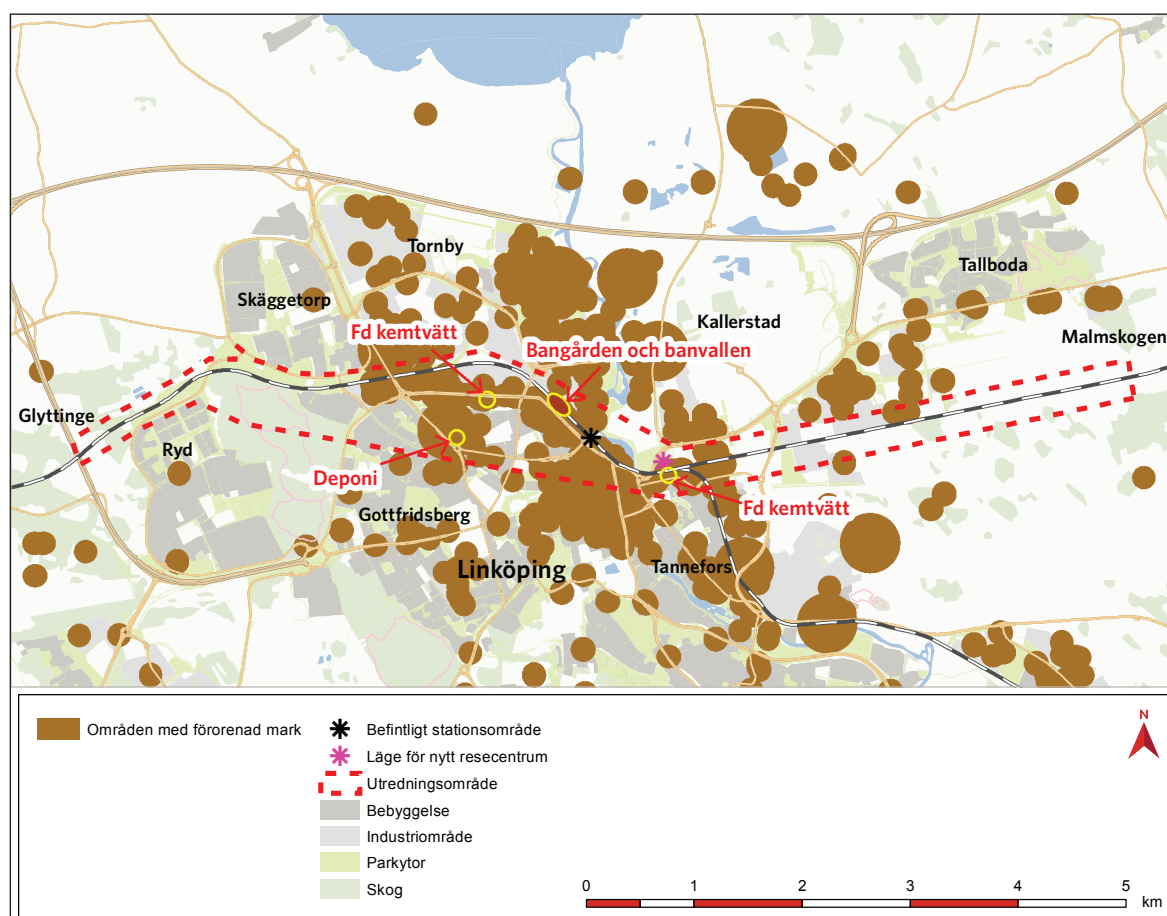 Tornby
Tallboda
Skäggetorp
Kallerstad
Fd kemtvätt
Bangården och banvallen
Malmskogen
Glyttinge
Ryd
Deponi
Fd kemtvätt
Gottfridsberg
Linköping
Tannefors
Områden med förorenad mark
Befintligt stationsområde
Läge för nytt resecentrum
Utredningsområde
Bebyggelse
Industriområde
Parkytor
Skog
N
0 1 2 3 4 5
km